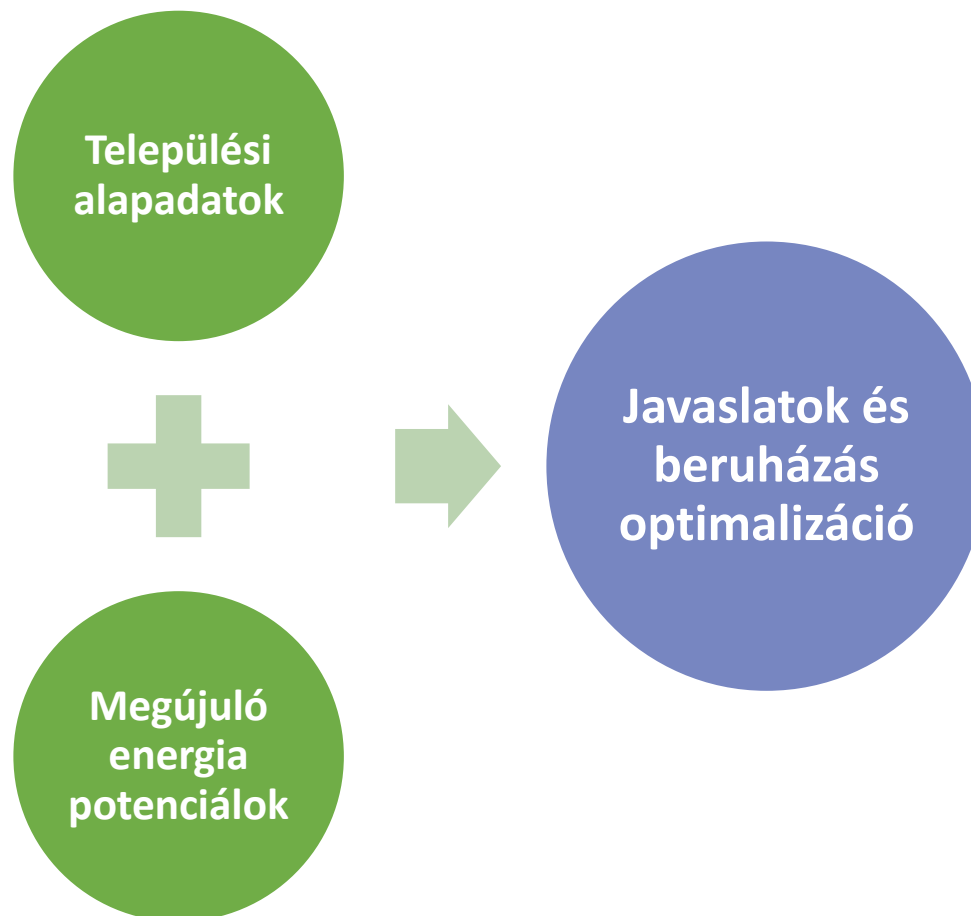 Települési
alapadatok
Megújuló
energia
potenciálok
Javaslatok és
beruházás
optimalizáció